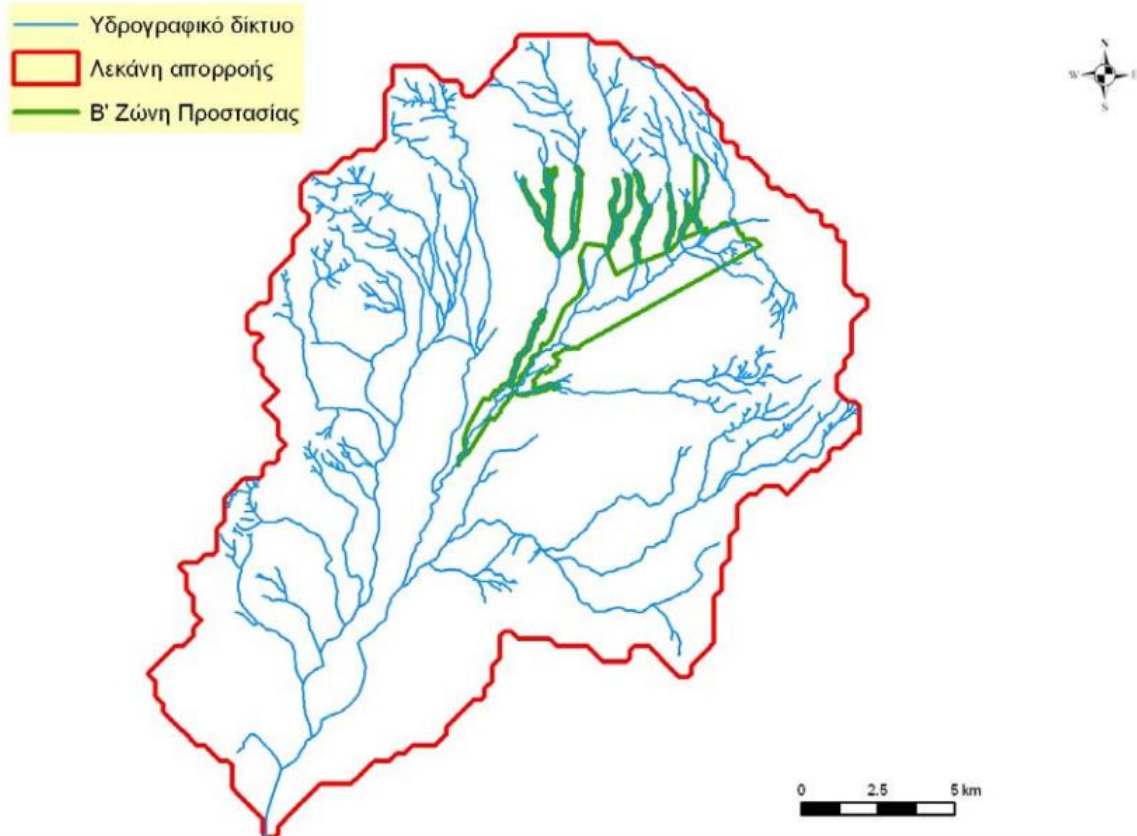 Υδρογραφικό δίκτυο
Λεκάνη απορροής
Β' Ζώνη Προστασίας
N
W E
S
0 2.5 5 km